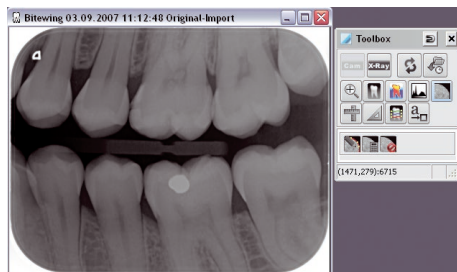 Bitewing 03.09.2007 11:12:48 Original-Import
Toolbox
Cam
X-Ray
a
(1471,279):6715